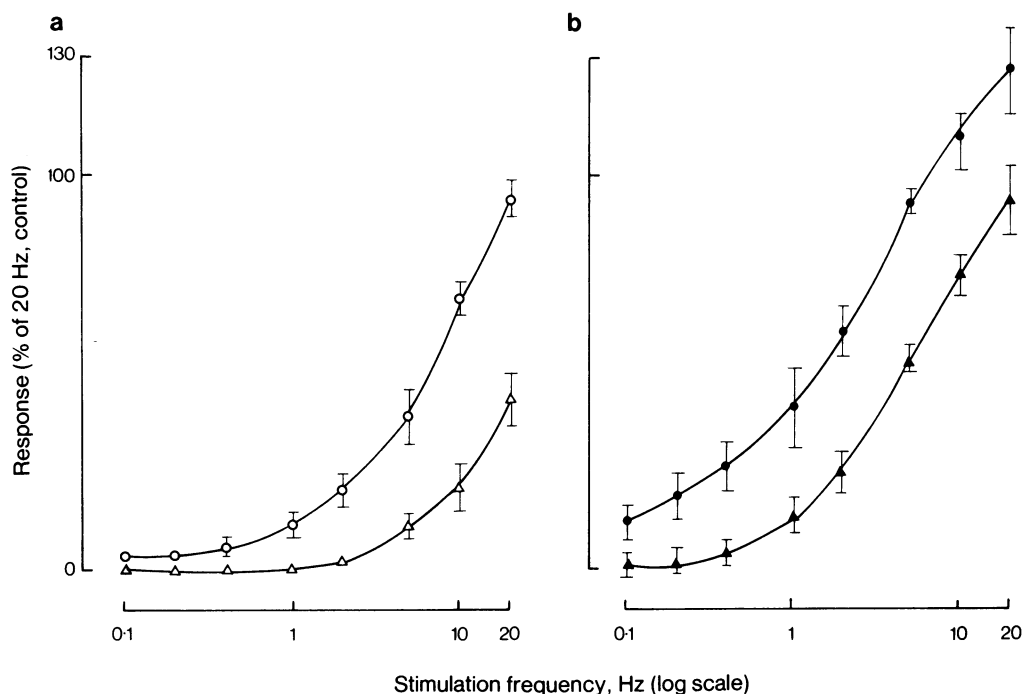 a
b
130
100
0
Response (% of 20 Hz, control)
0·1 1 10 20
0·1 1 10 20
Stimulation frequency, Hz (log scale)